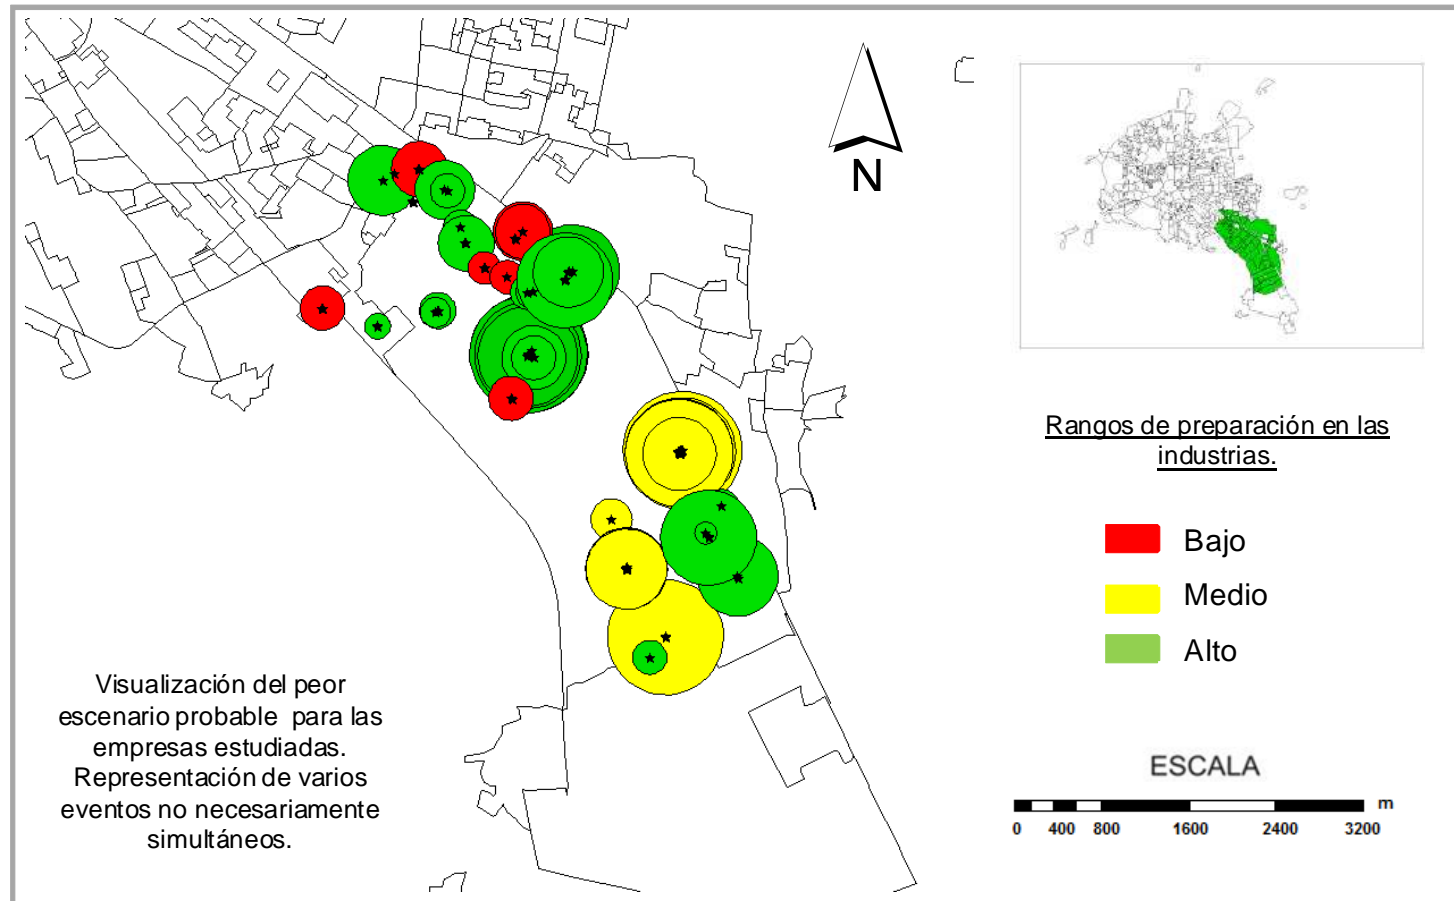 N
Rangos de preparación en las
industrias.
Bajo
Medio
Alto
Visualización del peor
escenario probable para las
empresas estudiadas.
Representación de varios
eventos no necesariamente
simultáneos.
ESCALA
m
0 400 800 1600 2400 3200